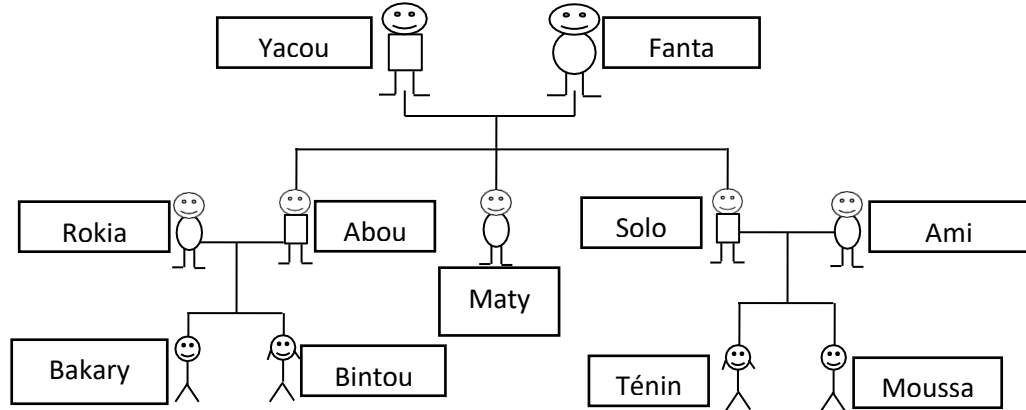 Yacou
Fanta
Rokia
Abou
Solo
Ami
Maty
Bakary
Bintou
Ténin
Moussa